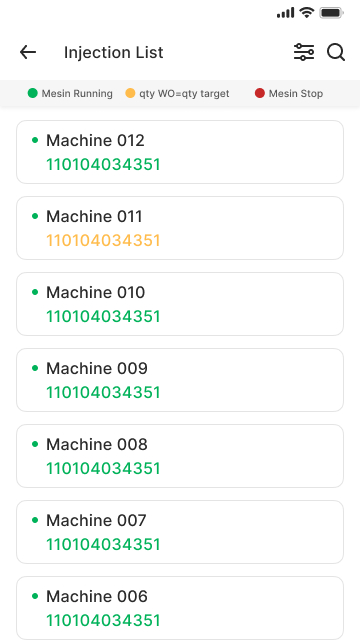 Injection List
Mesin Running qty WO=qty target Mesin Stop
Machine 012
110104034351
Machine 011
110104034351
Machine 010
110104034351
Machine 009
110104034351
Machine 008
110104034351
Machine 007
110104034351
Machine 006
110104034351